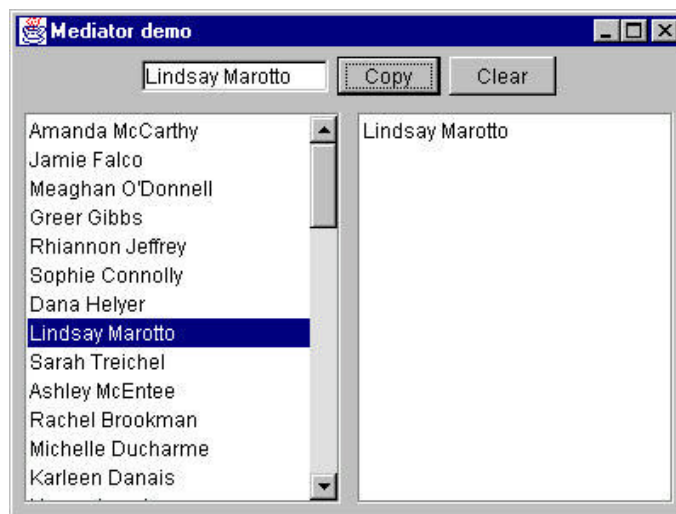 Mediator demo
Lindsay Marotto Copy Clear
Amanda McCarthy
Jamie Falco
Meaghan O'Donnell
Greer Gibbs
Rhiannon Jeffrey
Sophie Connolly
Dana Helyer
Lindsay Marotto
Sarah Treichel
Ashley McEntee
Rachel Brookman
Michelle Ducharme
Karleen Danais
Lindsay Marotto